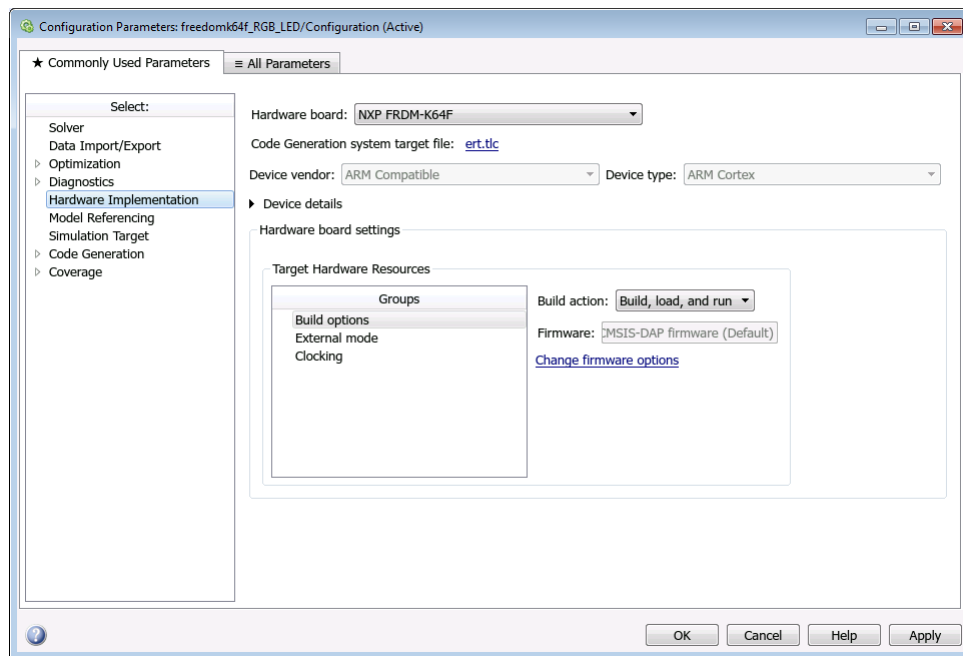 Configuration Parameters: freedomk64f_RGB_LED/Configuration (Active)
★ Commonly Used Parameters
≡ All Parameters
Select:
Solver
Data Import/Export
Optimization
Diagnostics
Hardware Implementation
Model Referencing
Simulation Target
Code Generation
Coverage
Hardware board: NXP FRDM-K64F
Code Generation system target file: ert.tlc
Device vendor: ARM Compatible
Device type: ARM Cortex
Device details
Hardware board settings
Target Hardware Resources
Groups
Build options
External mode
Clocking
Build action: Build, load, and run
Firmware: CMSIS-DAP firmware (Default)
Change firmware options
OK
Cancel
Help
Apply